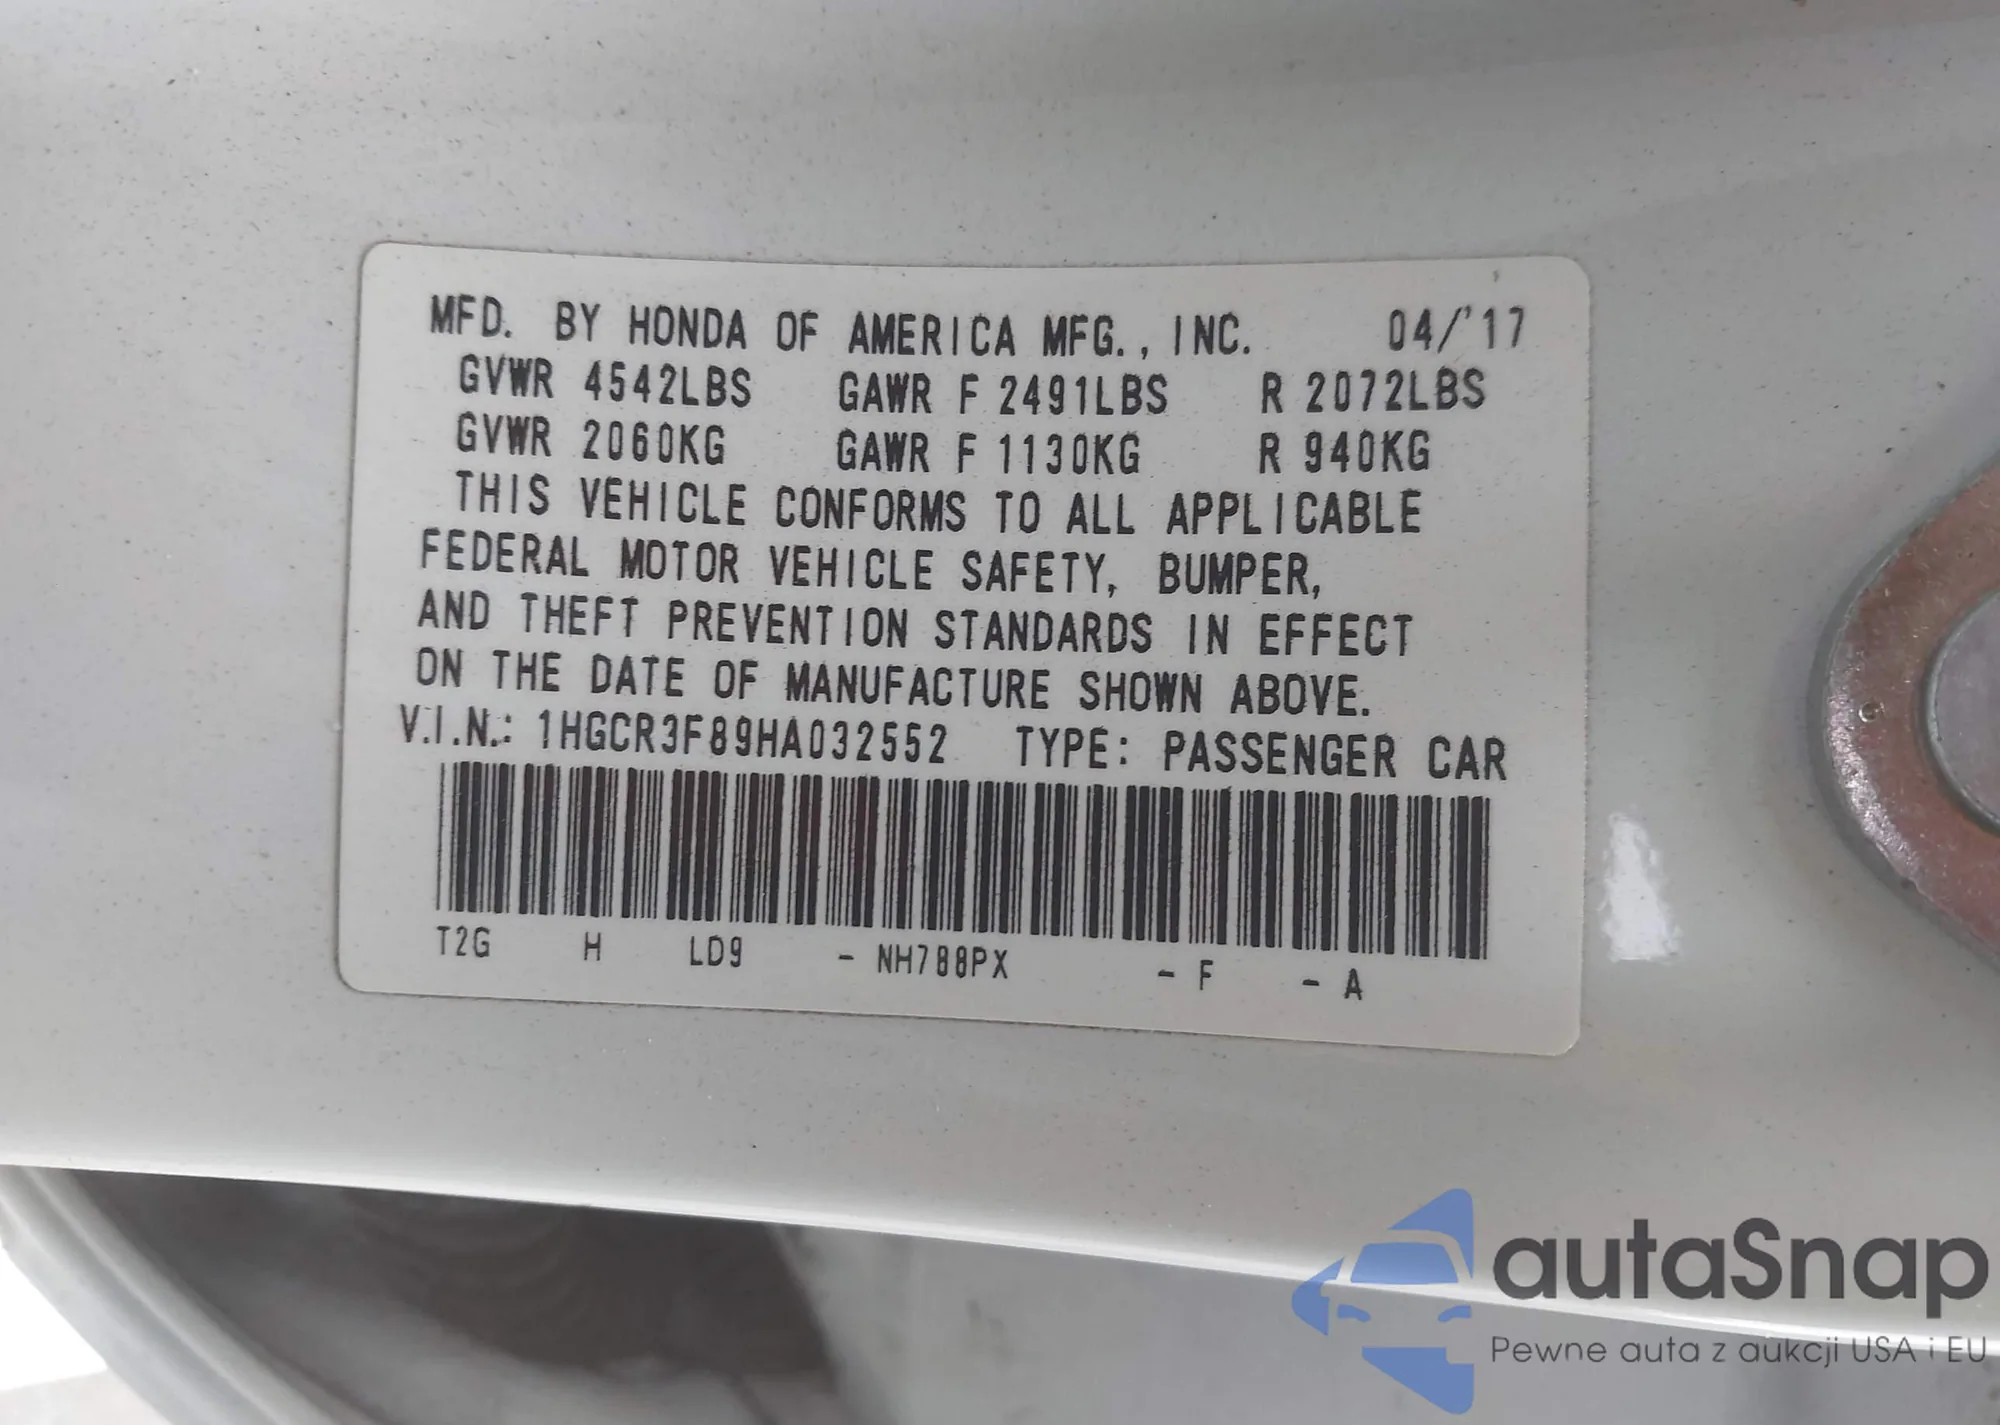 MFD. BY HONDA OF AMERICA MFG., INC. 04/'17
GVWR 4542LBS GAWR F 2491LBS R 2072LBS
GVWR 2060KG GAWR F 1130KG R 940KG
THIS VEHICLE CONFORMS TO ALL APPLICABLE
FEDERAL MOTOR VEHICLE SAFETY, BUMPER,
AND THEFT PREVENTION STANDARDS IN EFFECT
ON THE DATE OF MANUFACTURE SHOWN ABOVE.
V.I.N.: 1HGCR3F89HA032552 TYPE: PASSENGER CAR
T2G H LD9 - NH788PX - F - A
autaSnap
Pewne auta z aukcji USA i EU